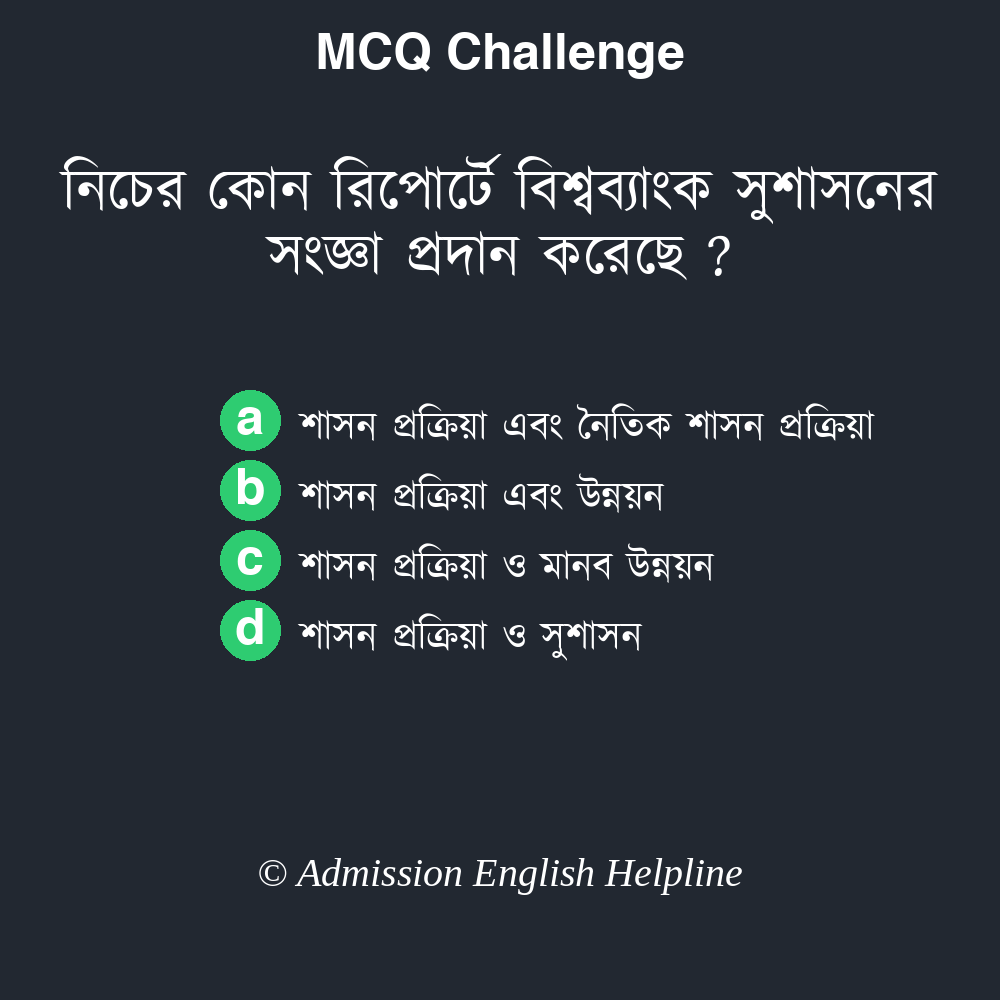 MCQ Challenge
নিচের কোন রিপোর্টে বিশ্বব্যাংক সুশাসনের
সংজ্ঞা প্রদান করেছে ?
a শাসন প্রক্রিয়া এবং নৈতিক শাসন প্রক্রিয়া
b শাসন প্রক্রিয়া এবং উন্নয়ন
c শাসন প্রক্রিয়া ও মানব উন্নয়ন
d শাসন প্রক্রিয়া ও সুশাসন
© Admission English Helpline